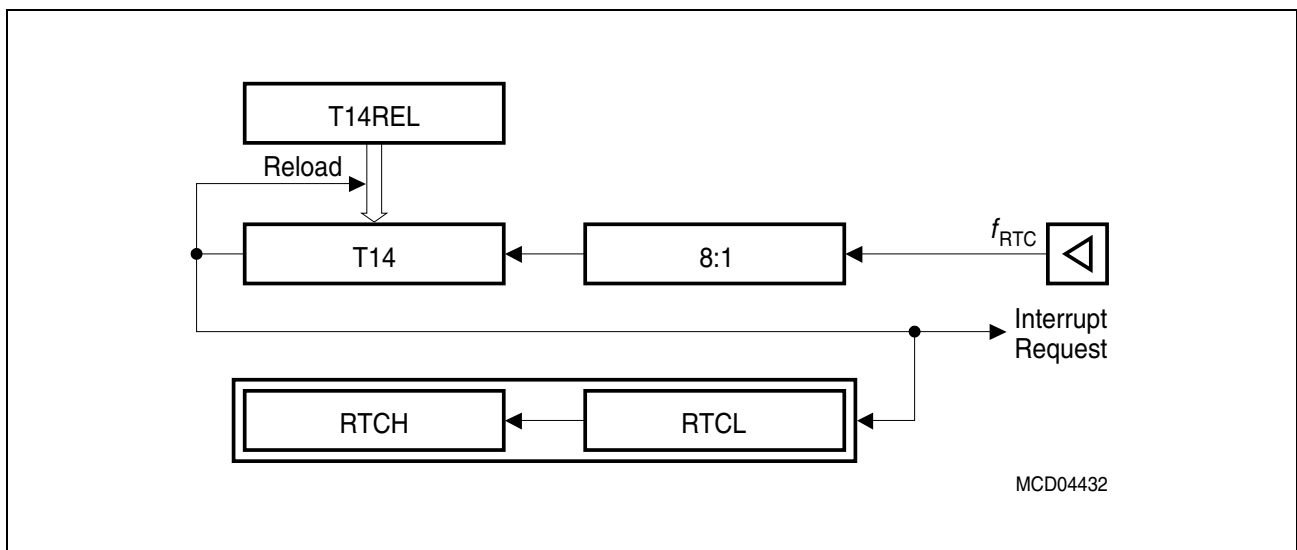 T14REL
Reload
T14
8:1
fRTC
Interrupt
Request
RTCH
RTCL
MCD04432